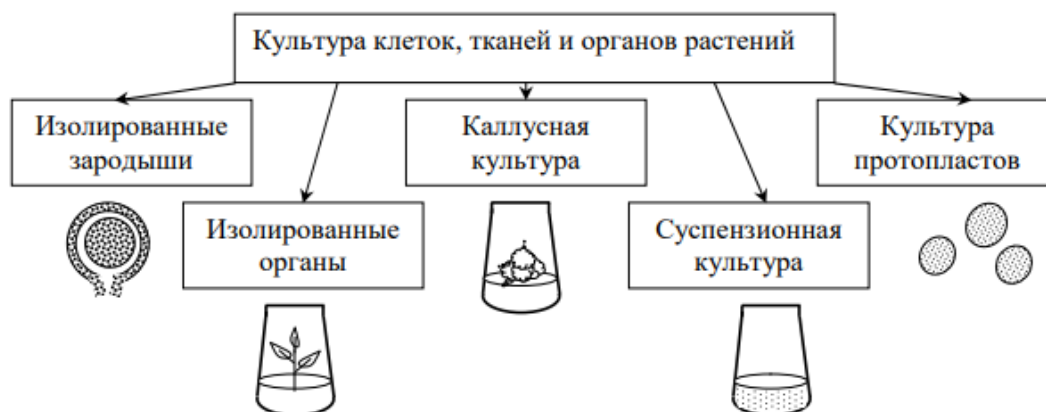 Культура клеток, тканей и органов растений
Изолированные
зародыши
Каллусная
культура
Культура
протопластов
Изолированные
органы
Суспензионная
культура